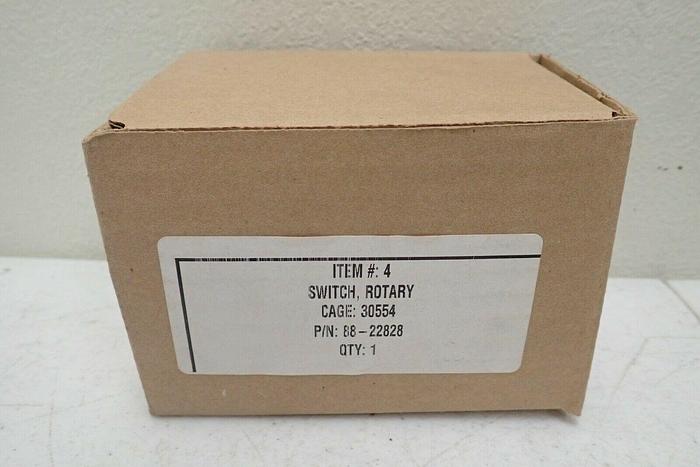 ITEM #: 4
SWITCH, ROTARY
CAGE: 30554
P/N: 88-22828
QTY: 1